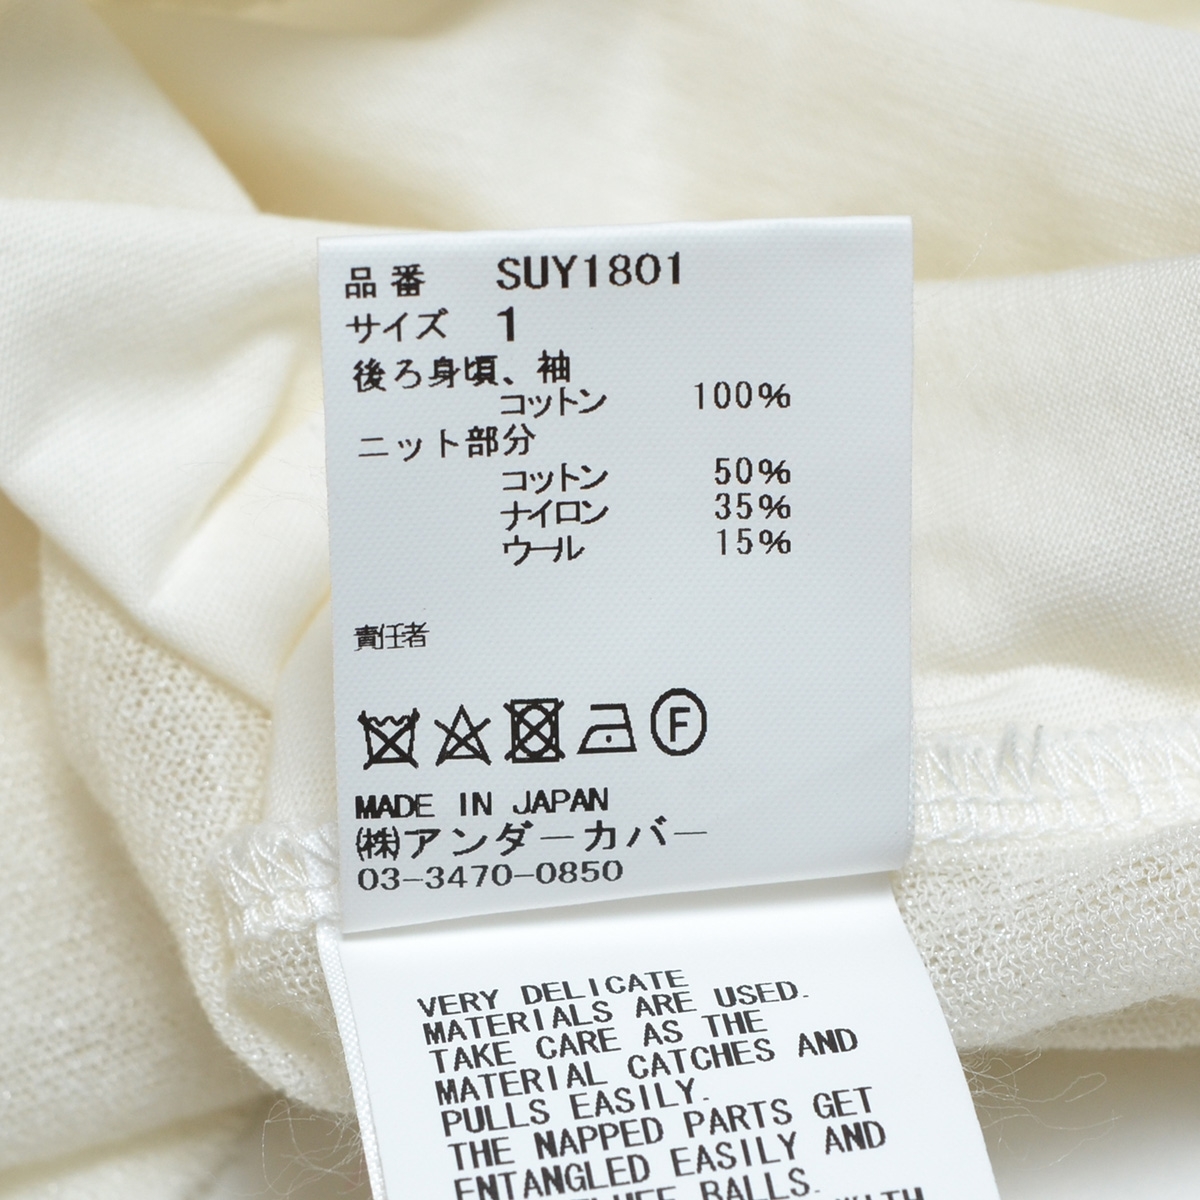 品番 SUY1801
サイズ 1
後ろ身頃、袖
コットン 100%
ニット部分
コットン 50%
ナイロン 35%
ウール 15%
責任者
F
MADE IN JAPAN
㈱アンダーカバー
03-3470-0850
VERY DELICATE
MATERIALS ARE USED.
TAKE CARE AS THE
MATERIAL CATCHES AND
PULLS EASILY.
THE NAPPED PARTS GET
ENTANGLED EASILY AND
FLUFF BALLS.
WITH